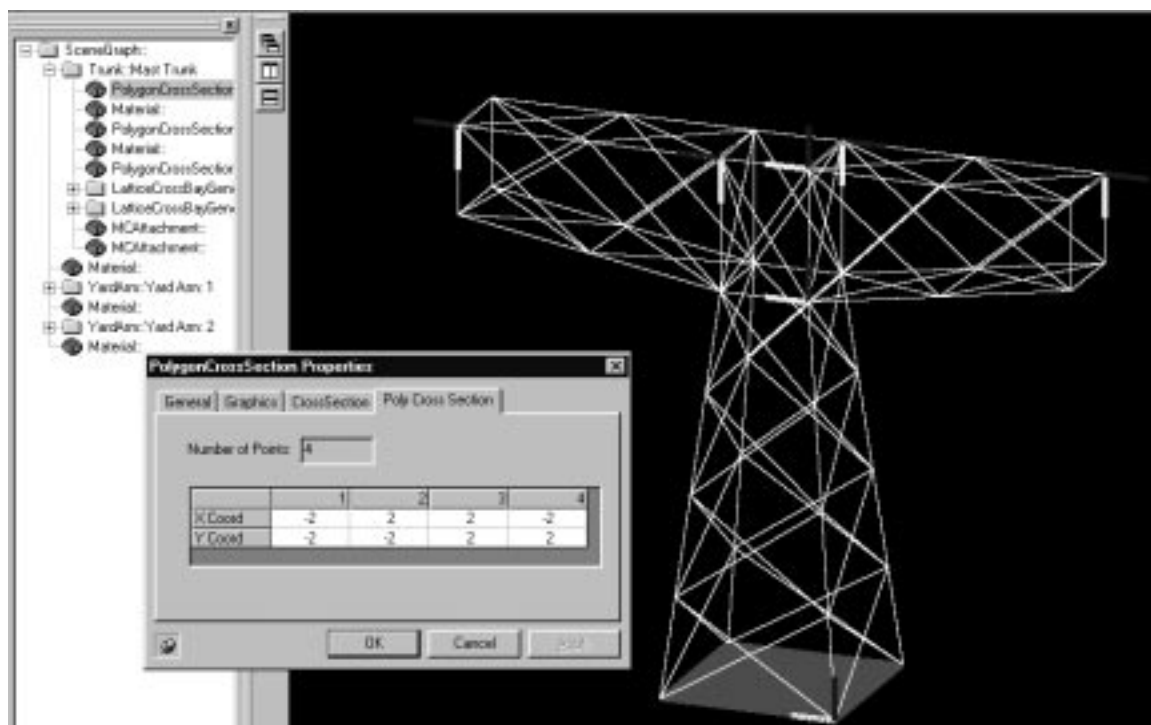 SceneGraph::
Trunk::Mast Trunk
PolygonCrossSection
Material::
PolygonCrossSection
Material::
PolygonCrossSection
LatticeCrossBayGen
LatticeCrossBayGen
MCAttachment::
MCAttachment::
Material::
YardArm::Yard Arm: 1
Material::
YardArm::Yard Arm: 2
Material::
PolygonCrossSection Properties
General Graphics CrossSection Poly Cross Section
Number of Points: 4
1 2 3 4
X Coord -2 2 2 -2
Y Coord -2 -2 2 2
OK Cancel